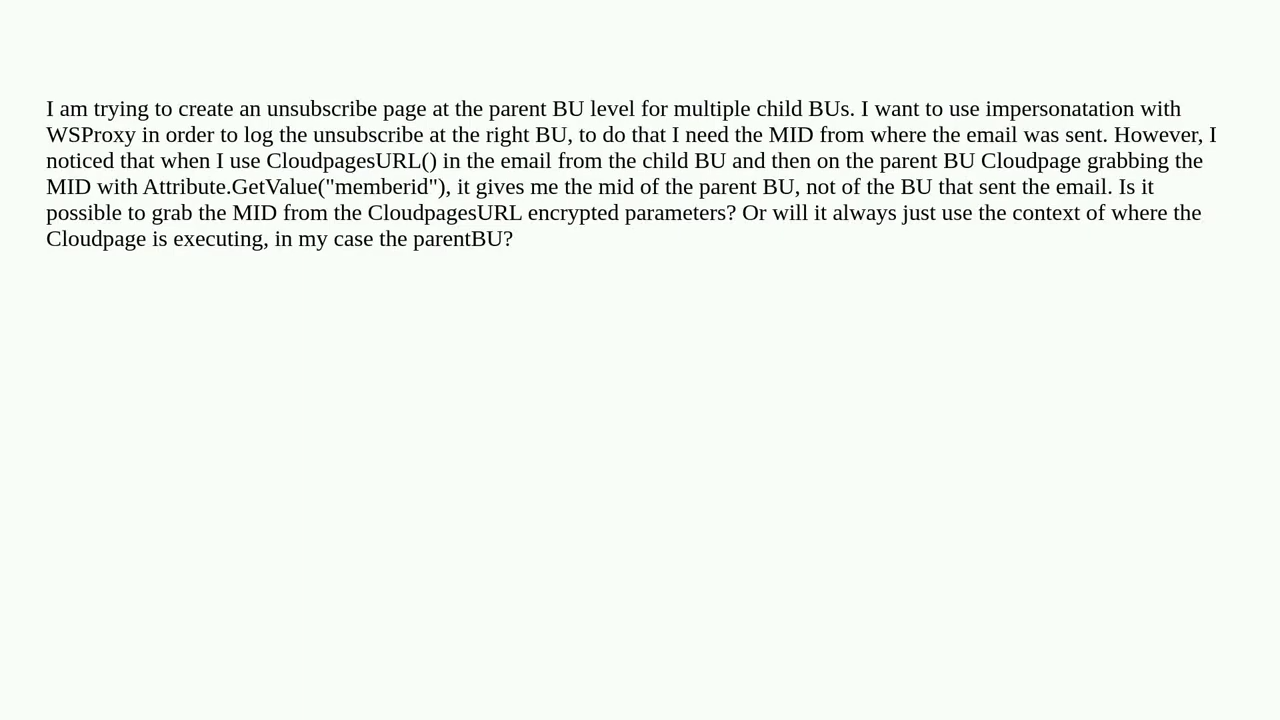 I am trying to create an unsubscribe page at the parent BU level for multiple child BUs. I want to use impersonatation with
WSProxy in order to log the unsubscribe at the right BU, to do that I need the MID from where the email was sent. However, I
noticed that when I use CloudpagesURL() in the email from the child BU and then on the parent BU Cloudpage grabbing the
MID with Attribute.GetValue("memberid"), it gives me the mid of the parent BU, not of the BU that sent the email. Is it
possible to grab the MID from the CloudpagesURL encrypted parameters? Or will it always just use the context of where the
Cloudpage is executing, in my case the parentBU?